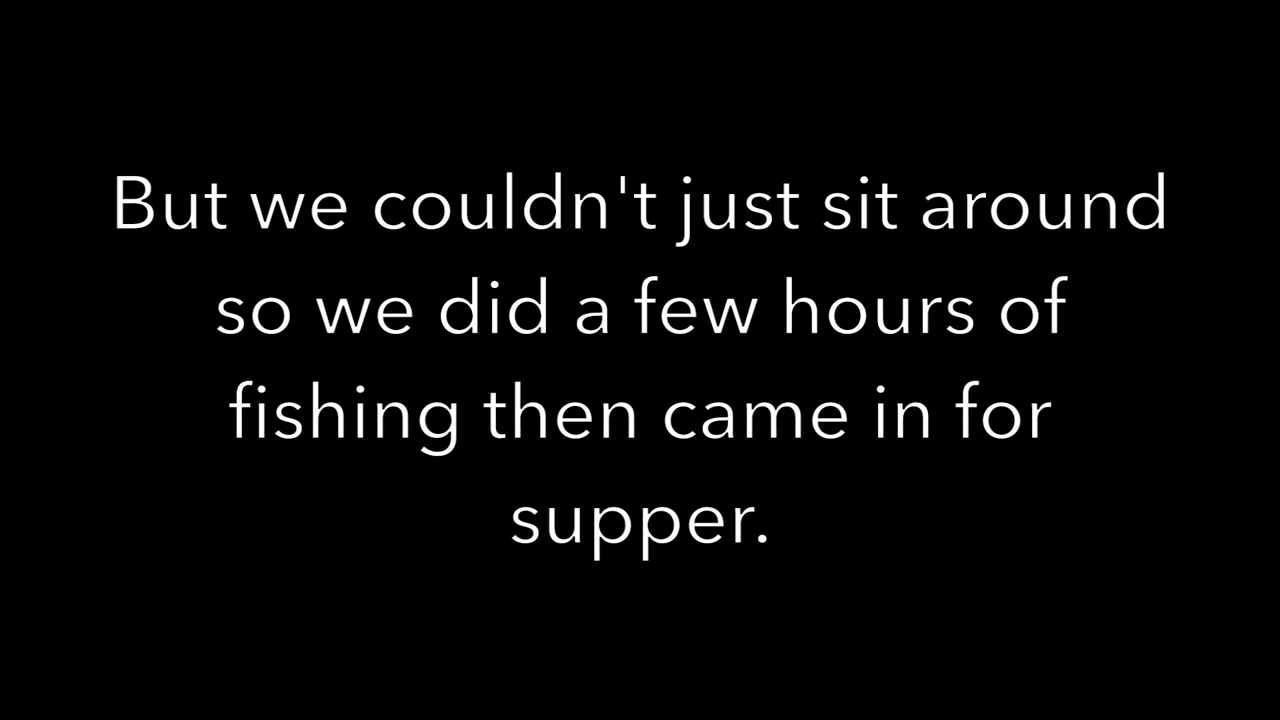 But we couldn't just sit around
so we did a few hours of
fishing then came in for
supper.